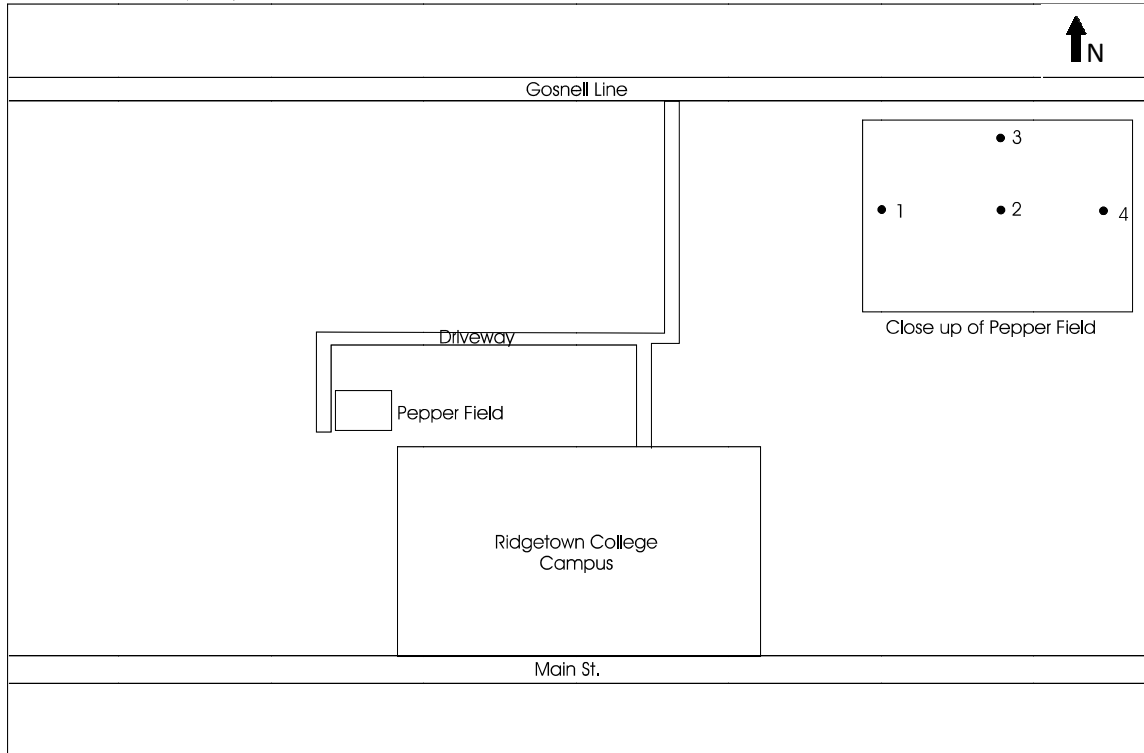 N
Gosnell Line
3
1
2
4
Close up of Pepper Field
Driveway
Pepper Field
Ridgetown College
Campus
Main St.